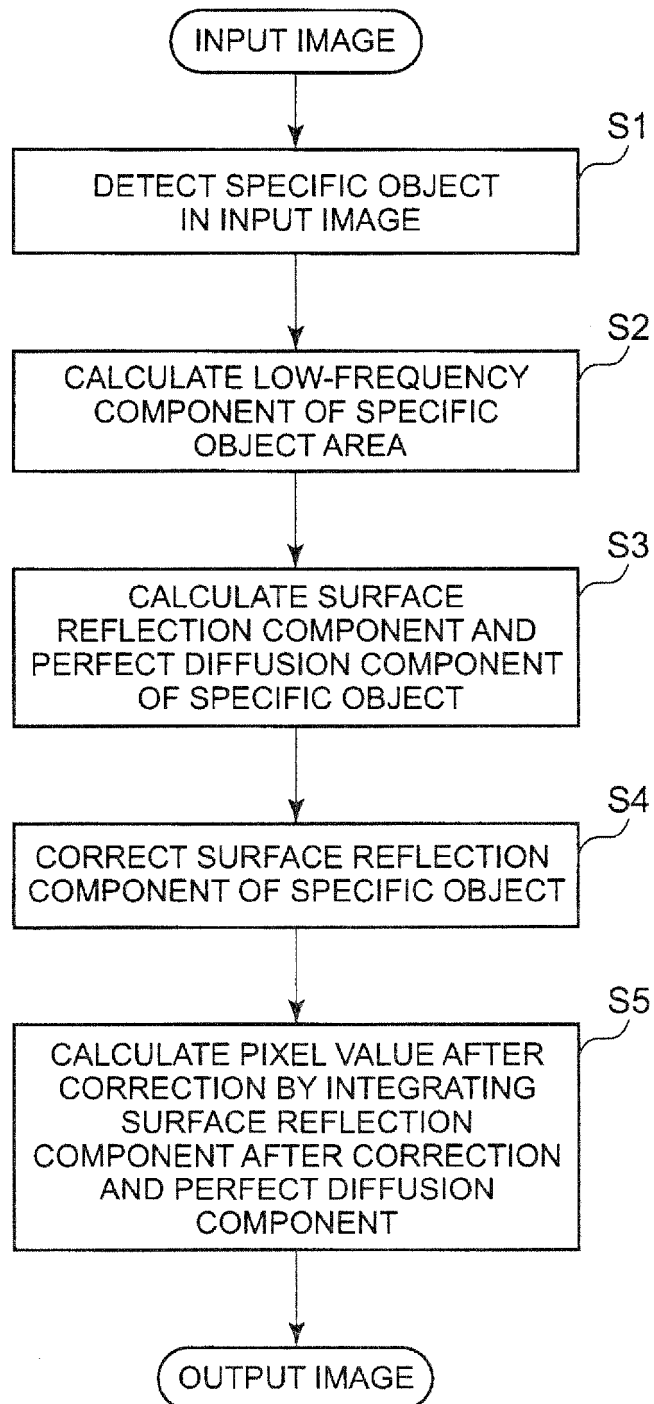 INPUT IMAGE
S1
DETECT SPECIFIC OBJECT
IN INPUT IMAGE
S2
CALCULATE LOW-FREQUENCY
COMPONENT OF SPECIFIC
OBJECT AREA
S3
CALCULATE SURFACE
REFLECTION COMPONENT AND
PERFECT DIFFUSION COMPONENT
OF SPECIFIC OBJECT
S4
CORRECT SURFACE REFLECTION
COMPONENT OF SPECIFIC OBJECT
S5
CALCULATE PIXEL VALUE AFTER
CORRECTION BY INTEGRATING
SURFACE REFLECTION
COMPONENT AFTER CORRECTION
AND PERFECT DIFFUSION
COMPONENT
OUTPUT IMAGE